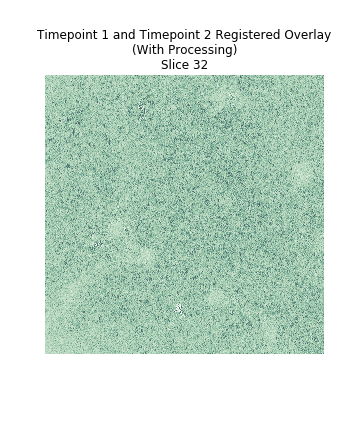 Timepoint 1 and Timepoint 2 Registered Overlay
(With Processing)
Slice 32